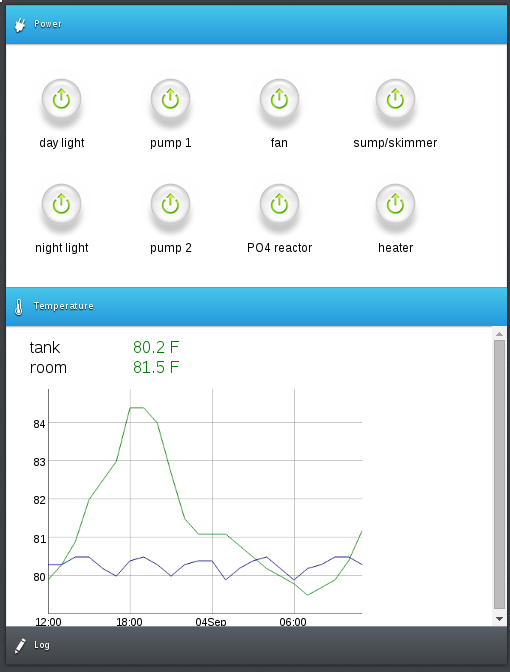 Power
day light pump 1 fan sump/skimmer
night light pump 2 PO4 reactor heater
Temperature
tank 80.2 F
room 81.5 F
84
83
82
81
80
12:00 18:00 04Sep 06:00
Log